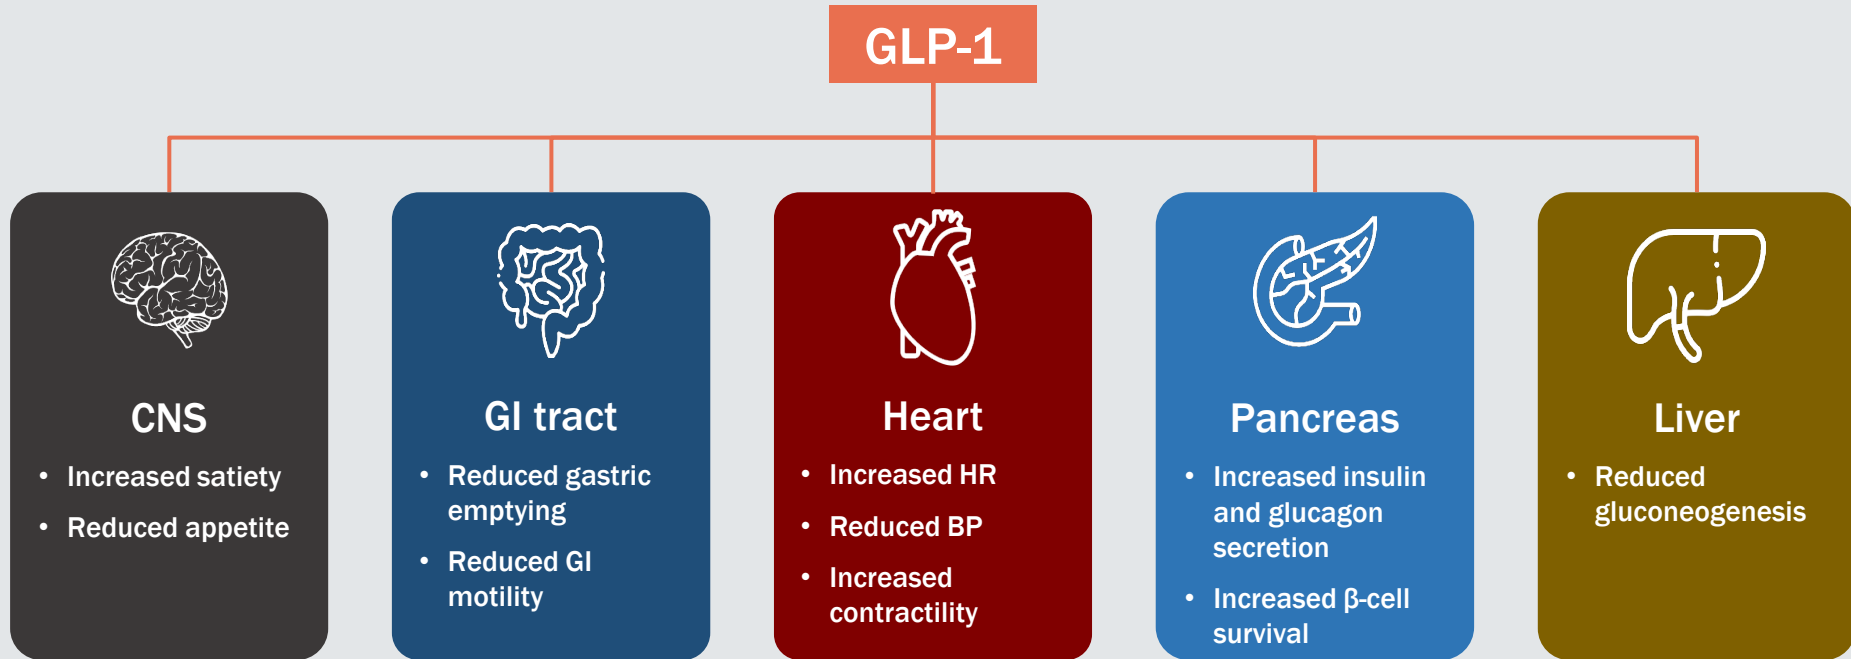 GLP-1
CNS
• Increased satiety
• Reduced appetite
GI tract
• Reduced gastric
emptying
• Reduced GI
motility
Heart
• Increased HR
• Reduced BP
• Increased
contractility
Pancreas
• Increased insulin
and glucagon
secretion
• Increased β-cell
survival
Liver
• Reduced
gluconeogenesis